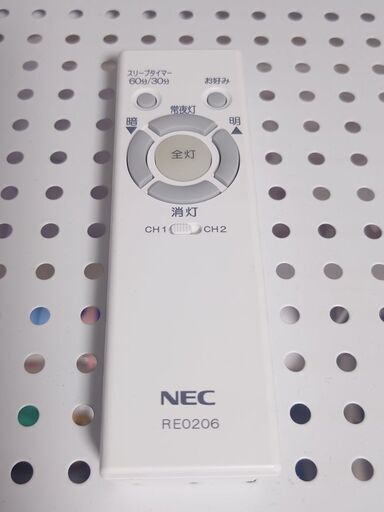 スリープタイマー
60分/30分
お好み
常夜灯
暗 明
▼ ▲
全灯
消灯
CH1 CH2
NEC
RE0206